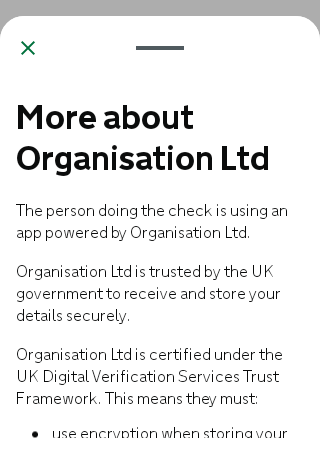 More about
Organisation Ltd
The person doing the check is using an
app powered by Organisation Ltd.
Organisation Ltd is trusted by the UK
government to receive and store your
details securely.
Organisation Ltd is certified under the
UK Digital Verification Services Trust
Framework. This means they must:
• use encryption when storing your